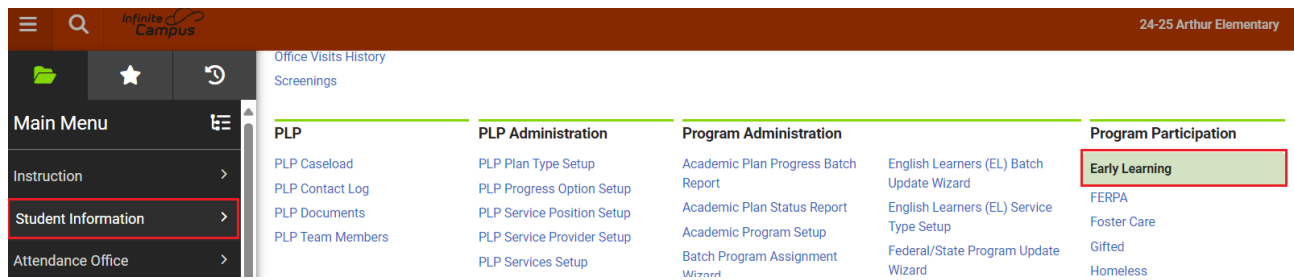 Infinite
Campus
24-25 Arthur Elementary
Main Menu
Instruction
Student Information
Attendance Office
Office Visits History
Screenings
PLP
PLP Caseload
PLP Contact Log
PLP Documents
PLP Team Members
PLP Administration
PLP Plan Type Setup
PLP Progress Option Setup
PLP Service Position Setup
PLP Service Provider Setup
PLP Services Setup
Program Administration
Academic Plan Progress Batch
Report
Academic Plan Status Report
Academic Program Setup
Batch Program Assignment
Wizard
English Learners (EL) Batch
Update Wizard
English Learners (EL) Service
Type Setup
Federal/State Program Update
Wizard
Program Participation
Early Learning
FERPA
Foster Care
Gifted
Homeless